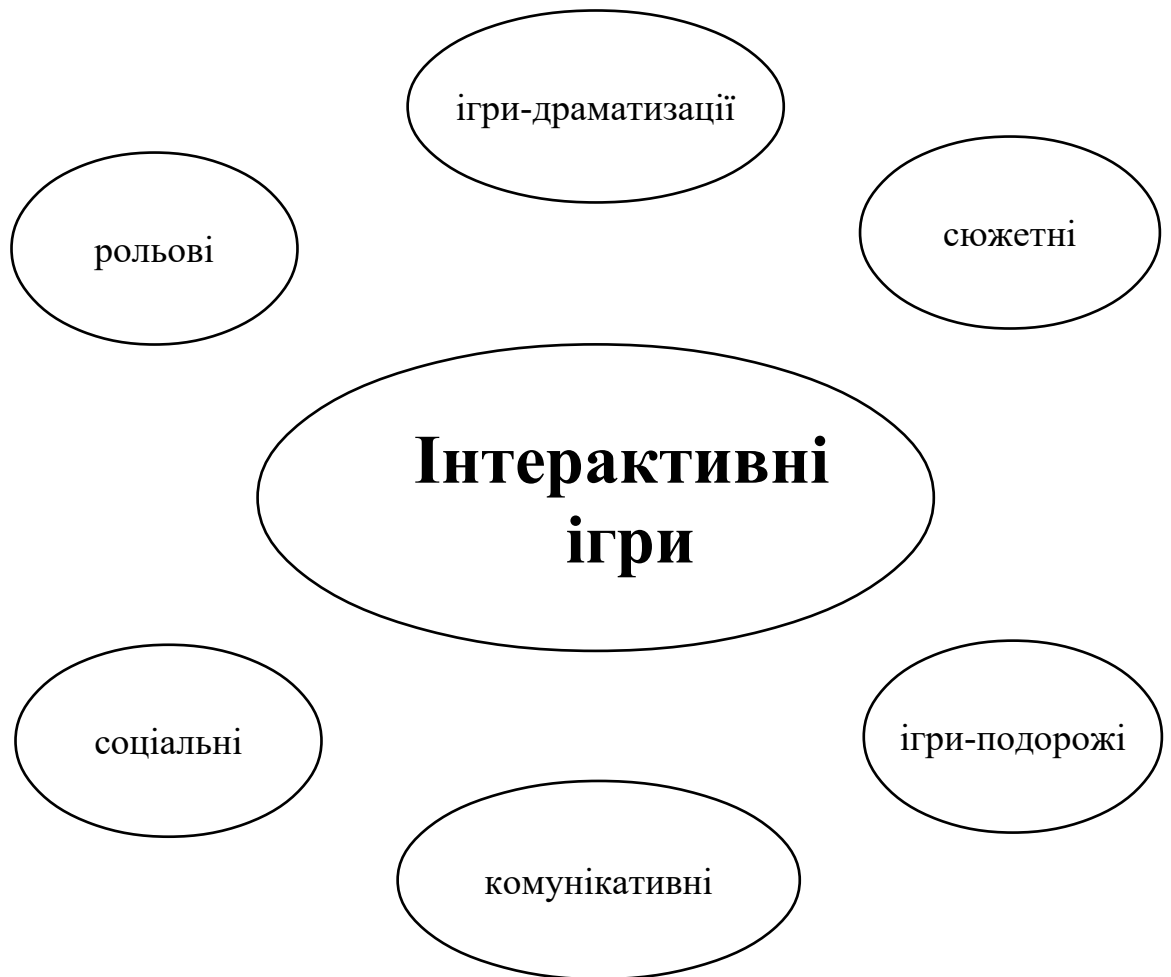 ігри-драматизації
рольові
сюжетні
Інтерактивні
ігри
соціальні
ігри-подорожі
комунікативні